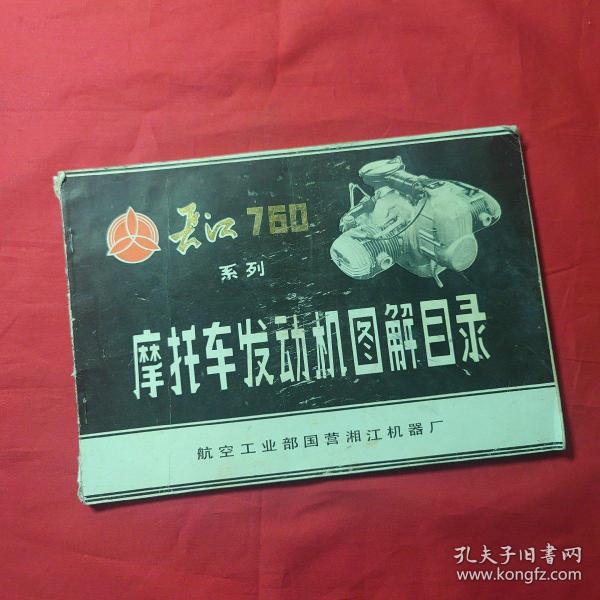 长江 760
系列
摩托车发动机图解目录
航空工业部国营湘江机器厂
孔夫子旧书网
www.kongfz.com